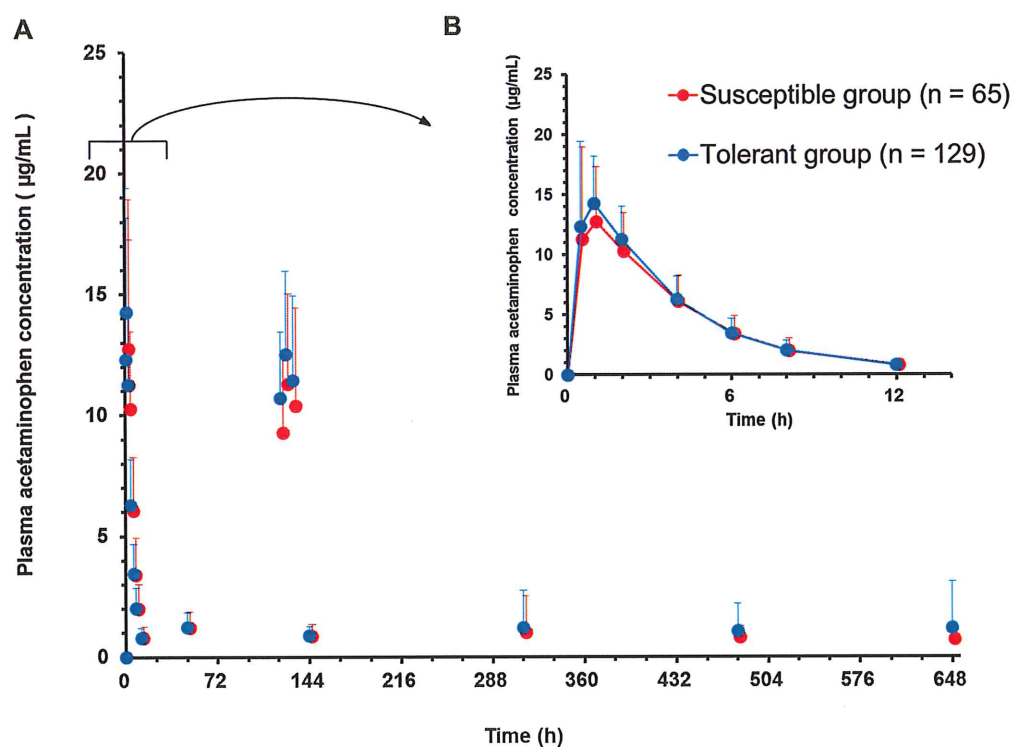 A
B
25
20
15
10
5
0
Plasma acetaminophen concentration ( µg/mL)
0 72 144 216 288 360 432 504 576 648
Time (h)
25
20
15
10
5
0
Plasma acetaminophen concentration (µg/mL)
0 6 12
Time (h)
Susceptible group (n = 65)
Tolerant group (n = 129)